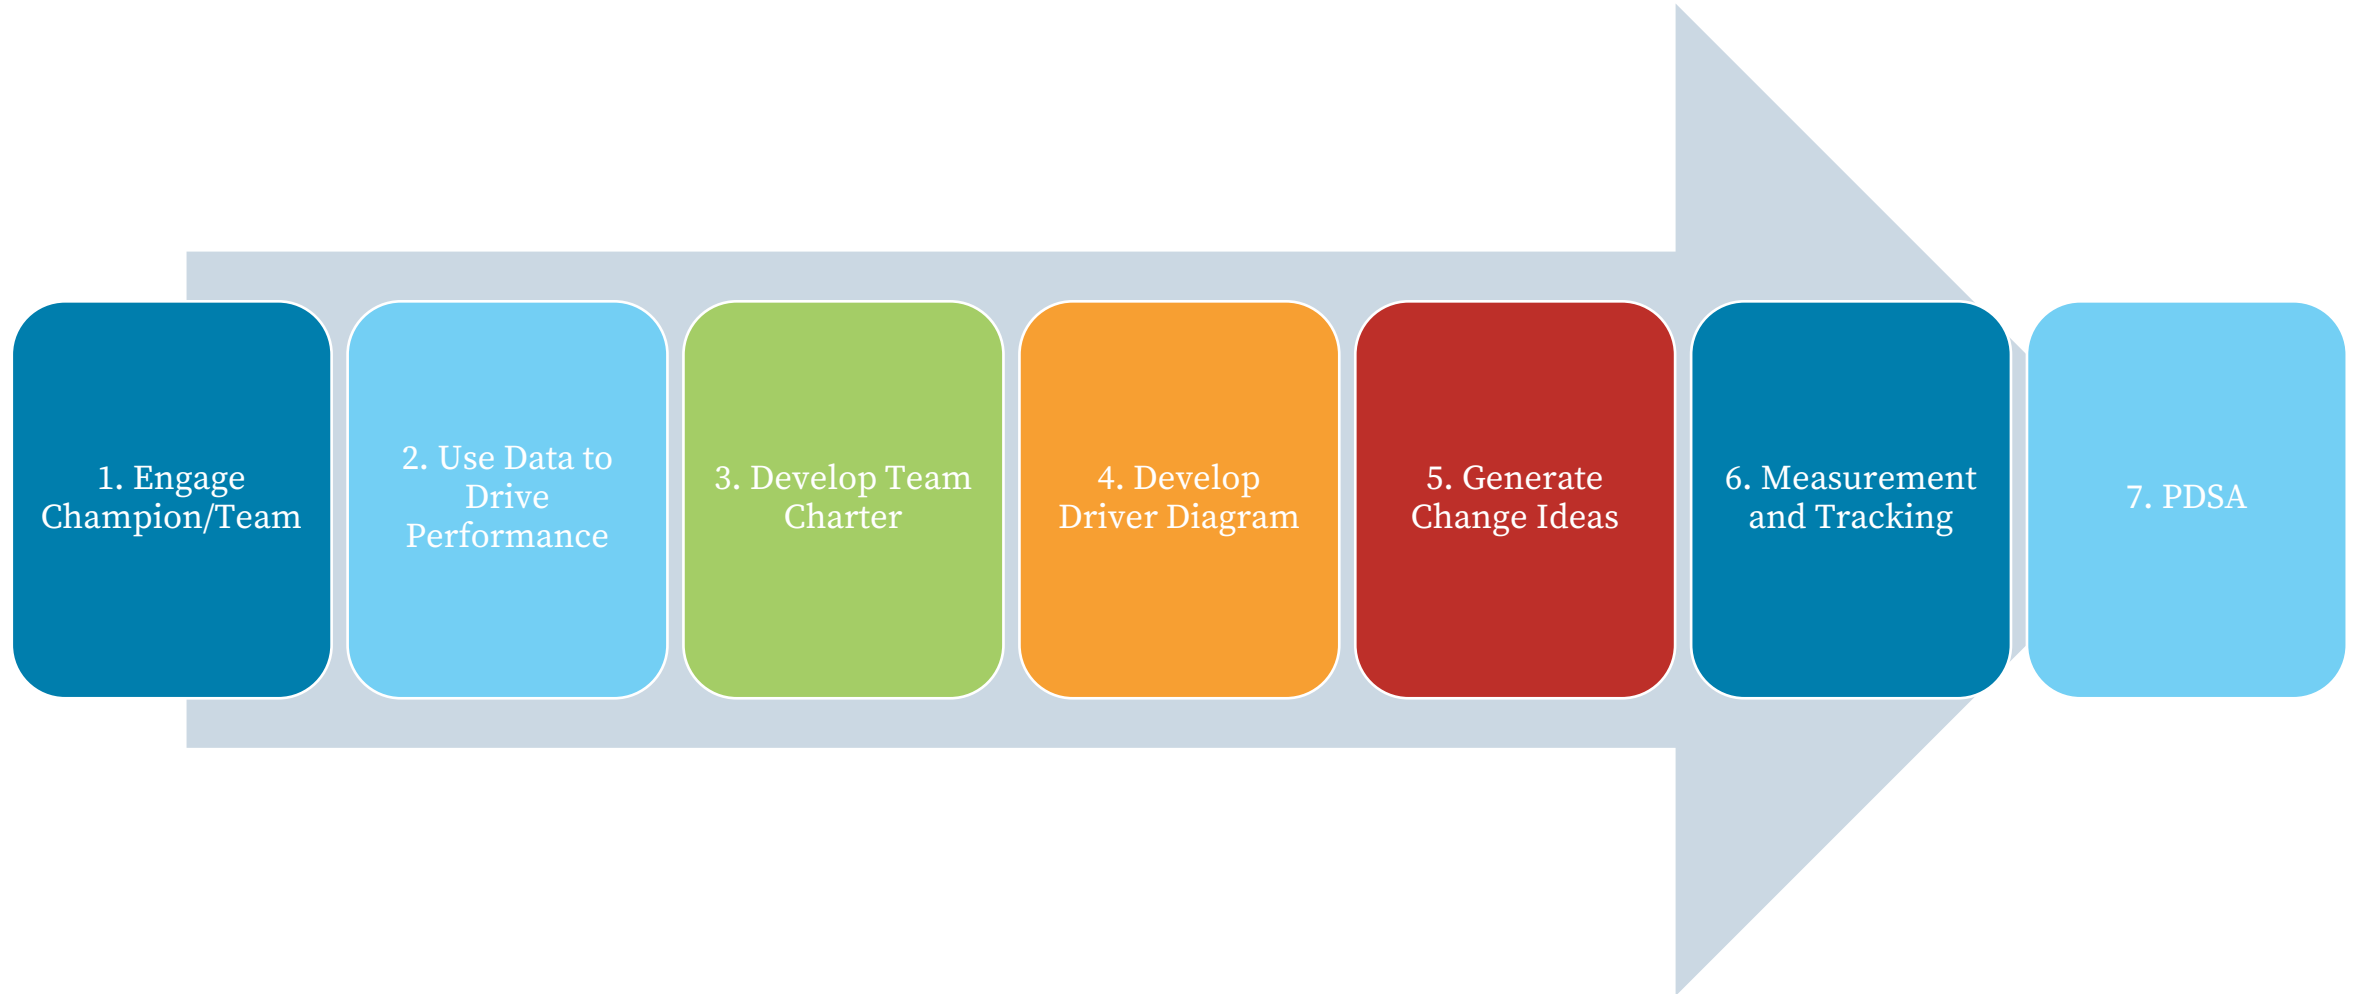 1. Engage
Champion/Team
2. Use Data to
Drive
Performance
3. Develop Team
Charter
4. Develop
Driver Diagram
5. Generate
Change Ideas
6. Measurement
and Tracking
7. PDSA